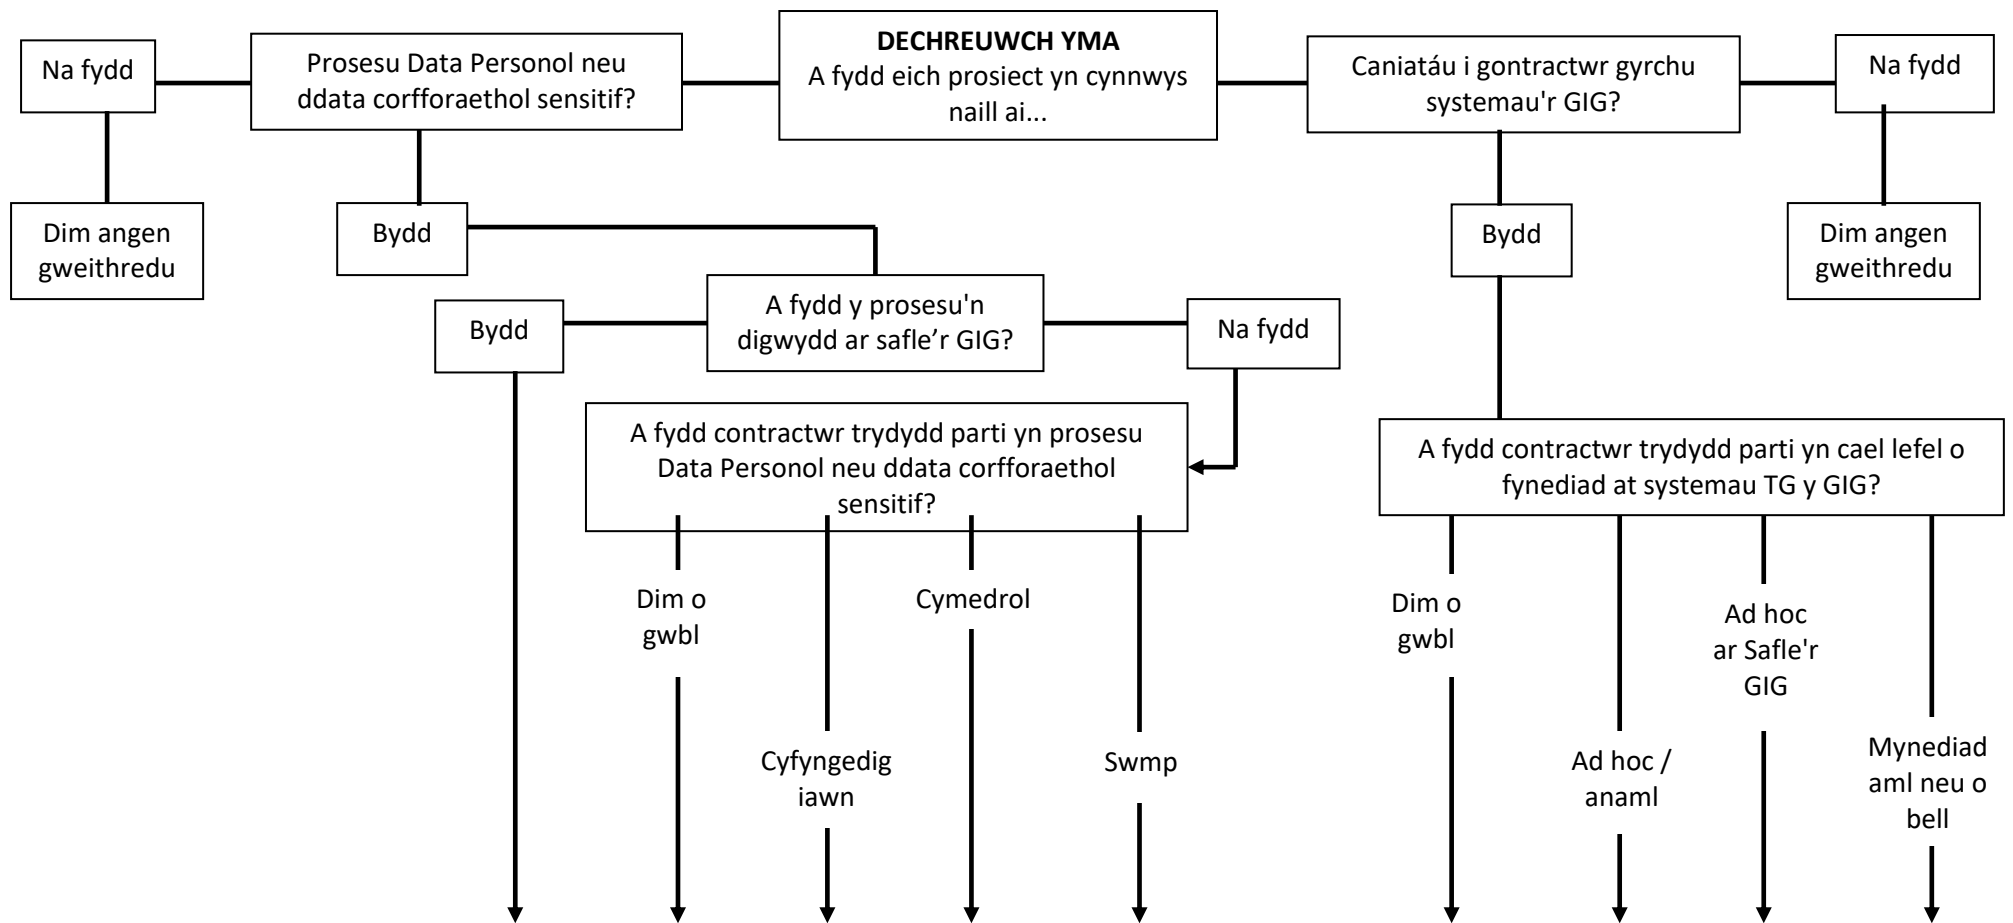 DECHREUWCH YMA
A fydd eich prosiect yn cynnwys
naill ai...
Prosesu Data Personol neu
ddata corfforaethol sensitif?
Na fydd
Dim angen
gweithredu
Bydd
Caniatáu i gontractwr gyrchu
systemau'r GIG?
Na fydd
Dim angen
gweithredu
Bydd
A fydd y prosesu'n
digwydd ar safle’r GIG?
Bydd
Na fydd
A fydd contractwr trydydd parti yn prosesu
Data Personol neu ddata corfforaethol
sensitif?
Dim o
gwbl
Cyfyngedig
iawn
Cymedrol
Swmp
A fydd contractwr trydydd parti yn cael lefel o
fynediad at systemau TG y GIG?
Dim o
gwbl
Ad hoc /
anaml
Ad hoc
ar Safle'r
GIG
Mynediad
aml neu o
bell